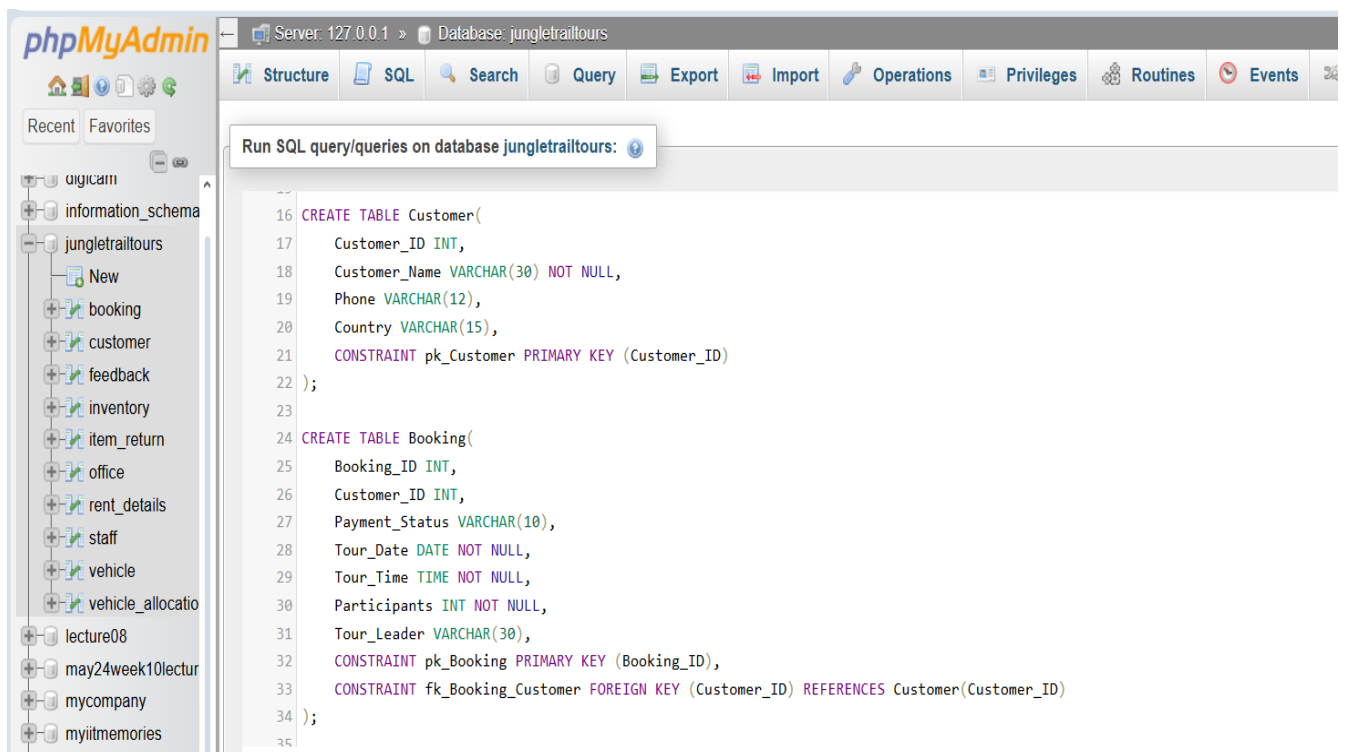 phpMyAdmin
Recent Favorites
digicam
information_schema
jungletrailtours
New
booking
customer
feedback
inventory
item_return
office
rent_details
staff
vehicle
vehicle_allocatio
lecture08
may24week10lectur
mycompany
myiitmemories
Server: 127.0.0.1 » Database: jungletrailtours
Structure SQL Search Query Export Import Operations Privileges Routines Events
Run SQL query/queries on database jungletrailtours:
15
16 CREATE TABLE Customer(
17 Customer_ID INT,
18 Customer_Name VARCHAR(30) NOT NULL,
19 Phone VARCHAR(12),
20 Country VARCHAR(15),
21 CONSTRAINT pk_Customer PRIMARY KEY (Customer_ID)
22 );
23
24 CREATE TABLE Booking(
25 Booking_ID INT,
26 Customer_ID INT,
27 Payment_Status VARCHAR(10),
28 Tour_Date DATE NOT NULL,
29 Tour_Time TIME NOT NULL,
30 Participants INT NOT NULL,
31 Tour_Leader VARCHAR(30),
32 CONSTRAINT pk_Booking PRIMARY KEY (Booking_ID),
33 CONSTRAINT fk_Booking_Customer FOREIGN KEY (Customer_ID) REFERENCES Customer(Customer_ID)
34 );
35